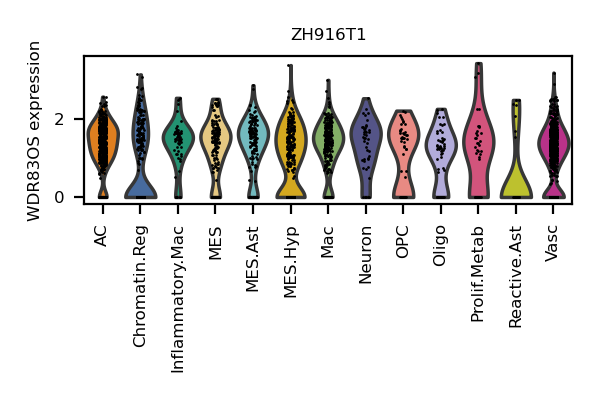 ZH916T1
WDR83OS expression
2
0
AC
Chromatin.Reg
Inflammatory.Mac
MES
MES.Ast
MES.Hyp
Mac
Neuron
OPC
Oligo
Prolif.Metab
Reactive.Ast
Vasc